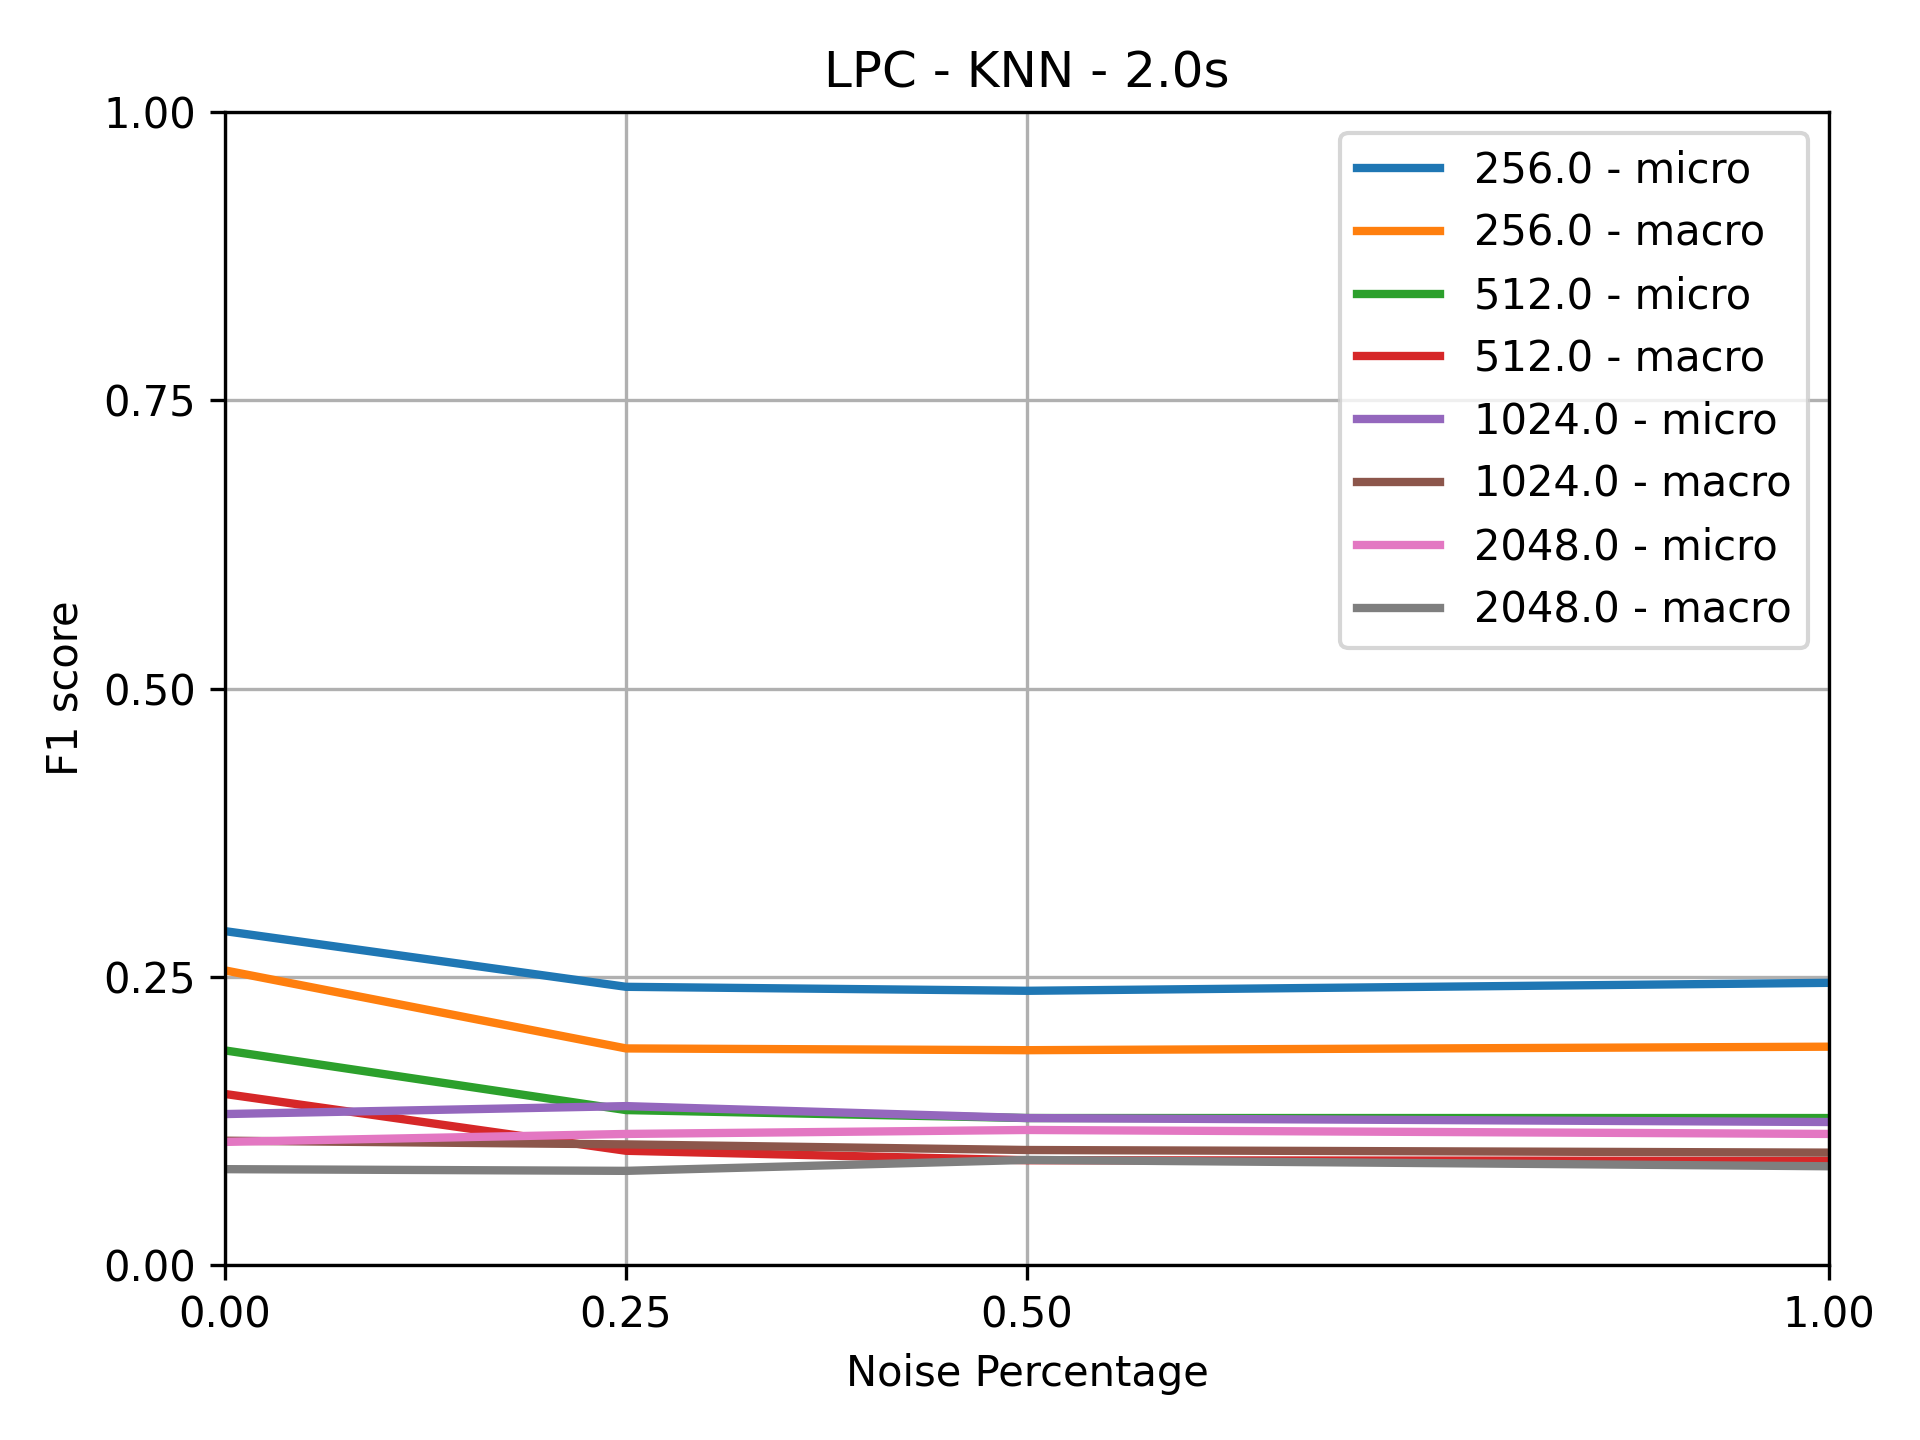 LPC - KNN - 2.0s
1.00
0.75
0.50
0.25
0.00
F1 score
256.0 - micro
256.0 - macro
512.0 - micro
512.0 - macro
1024.0 - micro
1024.0 - macro
2048.0 - micro
2048.0 - macro
0.00 0.25 0.50 1.00
Noise Percentage